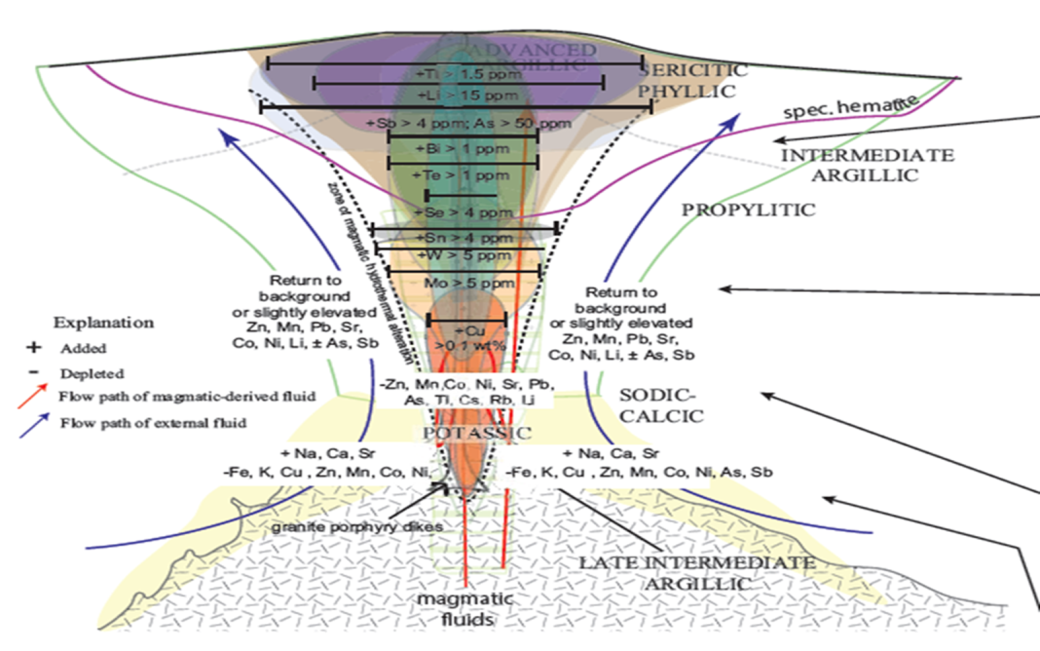 ADVANCED
ARGILLIC
+Tl > 1.5 ppm
+Li > 15 ppm
+Sb > 4 ppm; As > 50 ppm
+Bi > 1 ppm
+Te > 1 ppm
+Se > 4 ppm
+Sn > 4 ppm
+W > 5 ppm
Mo > 5 ppm
+Cu
>0.1 wt%
SERICITIC
PHYLLIC
spec. hematite
INTERMEDIATE
ARGILLIC
PROPYLITIC
zone of magmatic hydrothermal alteration
Return to
background
or slightly elevated
Zn, Mn, Pb, Sr,
Co, Ni, Li, ± As, Sb
Return to
background
or slightly elevated
Zn, Mn, Pb, Sr,
Co, Ni, Li, ± As, Sb
Explanation
+ Added
- Depleted
Flow path of magmatic-derived fluid
Flow path of external fluid
-Zn, Mn,Co, Ni, Sr, Pb,
As, Tl, Cs, Rb, Li
SODIC-
CALCIC
POTASSIC
+ Na, Ca, Sr
-Fe, K, Cu , Zn, Mn, Co, Ni,
+ Na, Ca, Sr
-Fe, K, Cu , Zn, Mn, Co, Ni, As, Sb
granite porphyry dikes
LATE INTERMEDIATE
ARGILLIC
magmatic
fluids